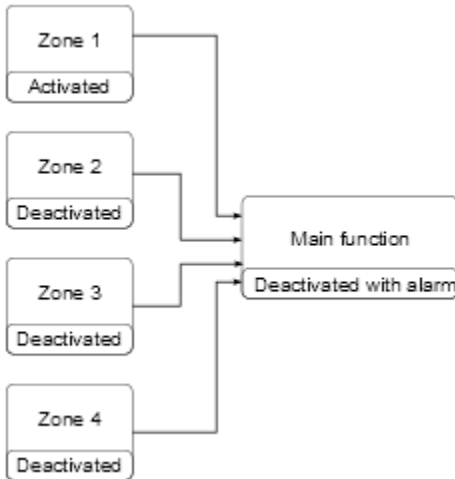 Zone 1
Activated
Zone 2
Deactivated
Zone 3
Deactivated
Zone 4
Deactivated
Main function
Deactivated with alarm